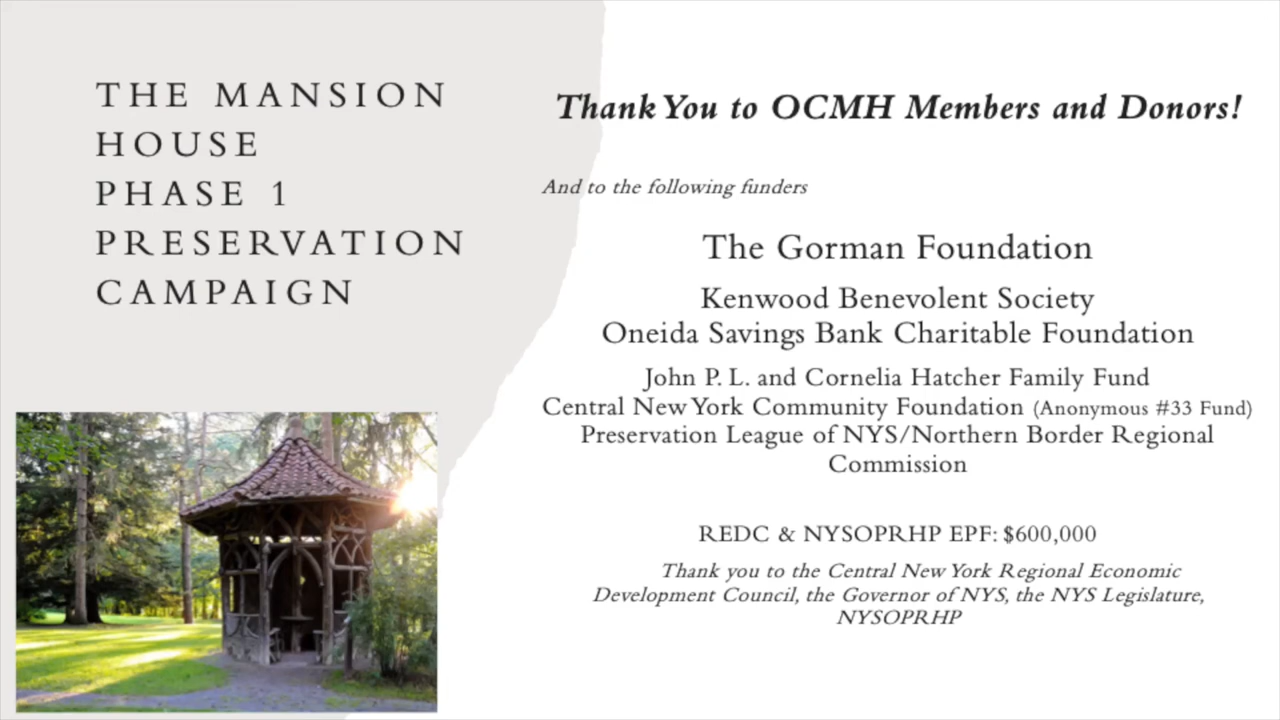 THE MANSION
HOUSE
PHASE 1
PRESERVATION
CAMPAIGN
Thank You to OCMH Members and Donors!
And to the following funders
The Gorman Foundation
Kenwood Benevolent Society
Oneida Savings Bank Charitable Foundation
John P. L. and Cornelia Hatcher Family Fund
Central New York Community Foundation (Anonymous #33 Fund)
Preservation League of NYS/Northern Border Regional
Commission
REDC & NYSOPRHP EPF: $600,000
Thank you to the Central New York Regional Economic
Development Council, the Governor of NYS, the NYS Legislature,
NYSOPRHP